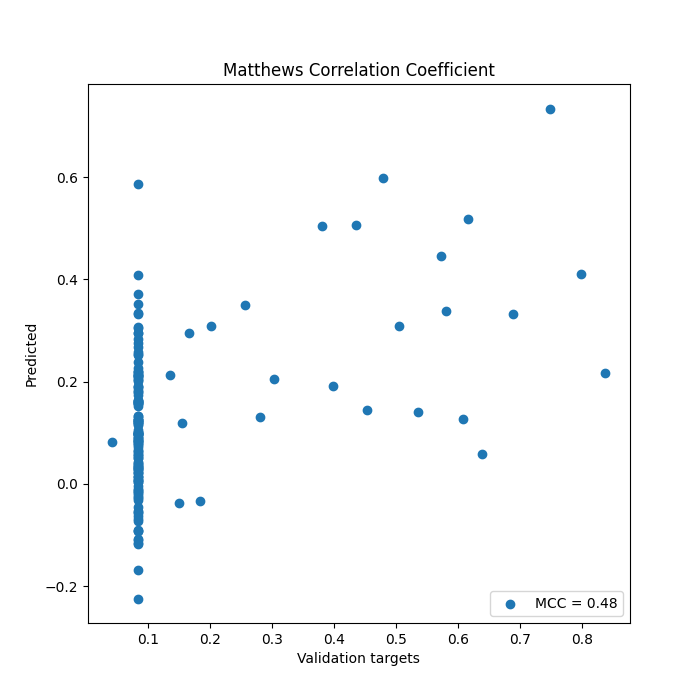 Matthews Correlation Coefficient
Predicted
0.6
0.4
0.2
0.0
−0.2
0.1 0.2 0.3 0.4 0.5 0.6 0.7 0.8
Validation targets
MCC = 0.48